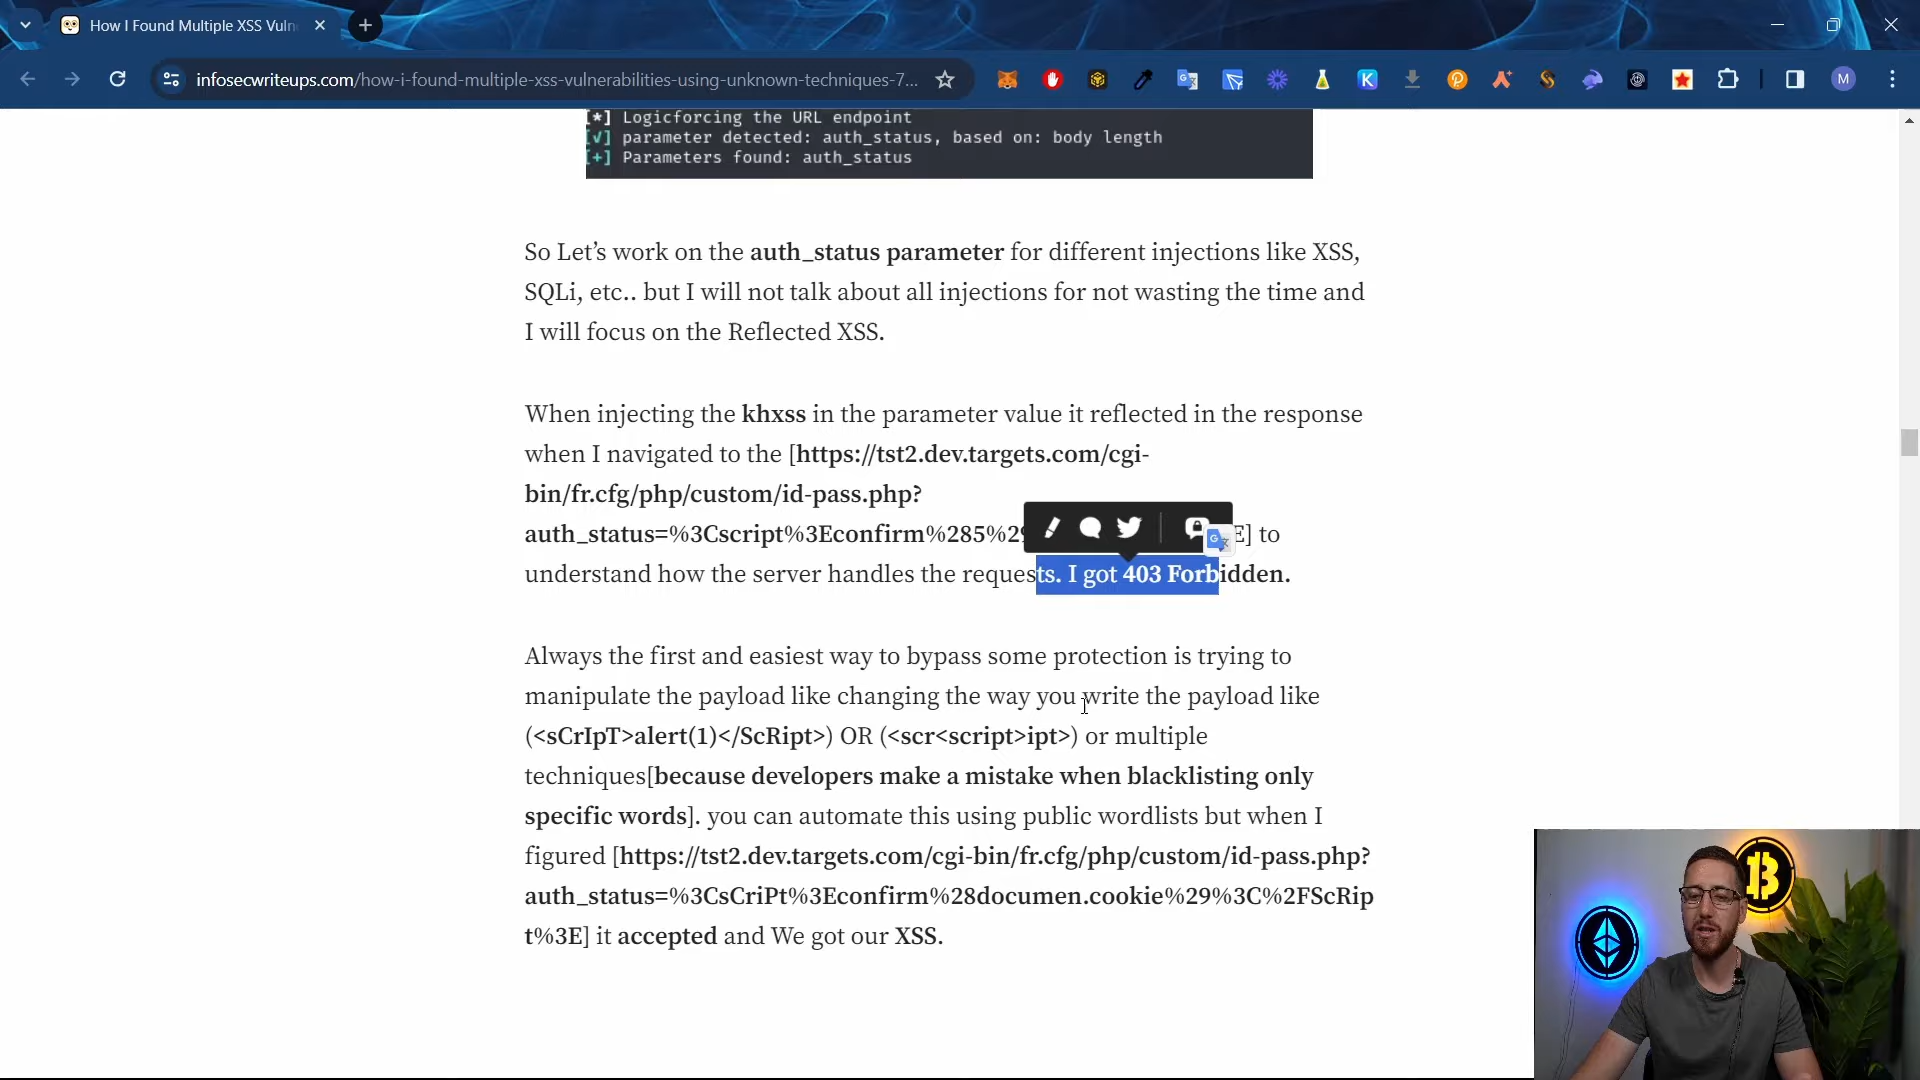 How I Found Multiple XSS Vuln
infosecwriteups.com/how-i-found-multiple-xss-vulnerabilities-using-unknown-techniques-7...
M
[*] Logicforcing the URL endpoint
[√] parameter detected: auth_status, based on: body length
[+] Parameters found: auth_status
So Let’s work on the auth_status parameter for different injections like XSS,
SQLi, etc.. but I will not talk about all injections for not wasting the time and
I will focus on the Reflected XSS.
When injecting the khxss in the parameter value it reflected in the response
when I navigated to the [https://tst2.dev.targets.com/cgi-
bin/fr.cfg/php/custom/id-pass.php?
auth_status=%3Cscript%3Econfirm%285%29 E] to
understand how the server handles the requests. I got 403 Forbidden.
Always the first and easiest way to bypass some protection is trying to
manipulate the payload like changing the way you write the payload like
(<sCrIpT>alert(1)</ScRipt>) OR (<scr<script>ipt>) or multiple
techniques[because developers make a mistake when blacklisting only
specific words]. you can automate this using public wordlists but when I
figured [https://tst2.dev.targets.com/cgi-bin/fr.cfg/php/custom/id-pass.php?
auth_status=%3CsCriPt%3Econfirm%28documen.cookie%29%3C%2FScRip
t%3E] it accepted and We got our XSS.